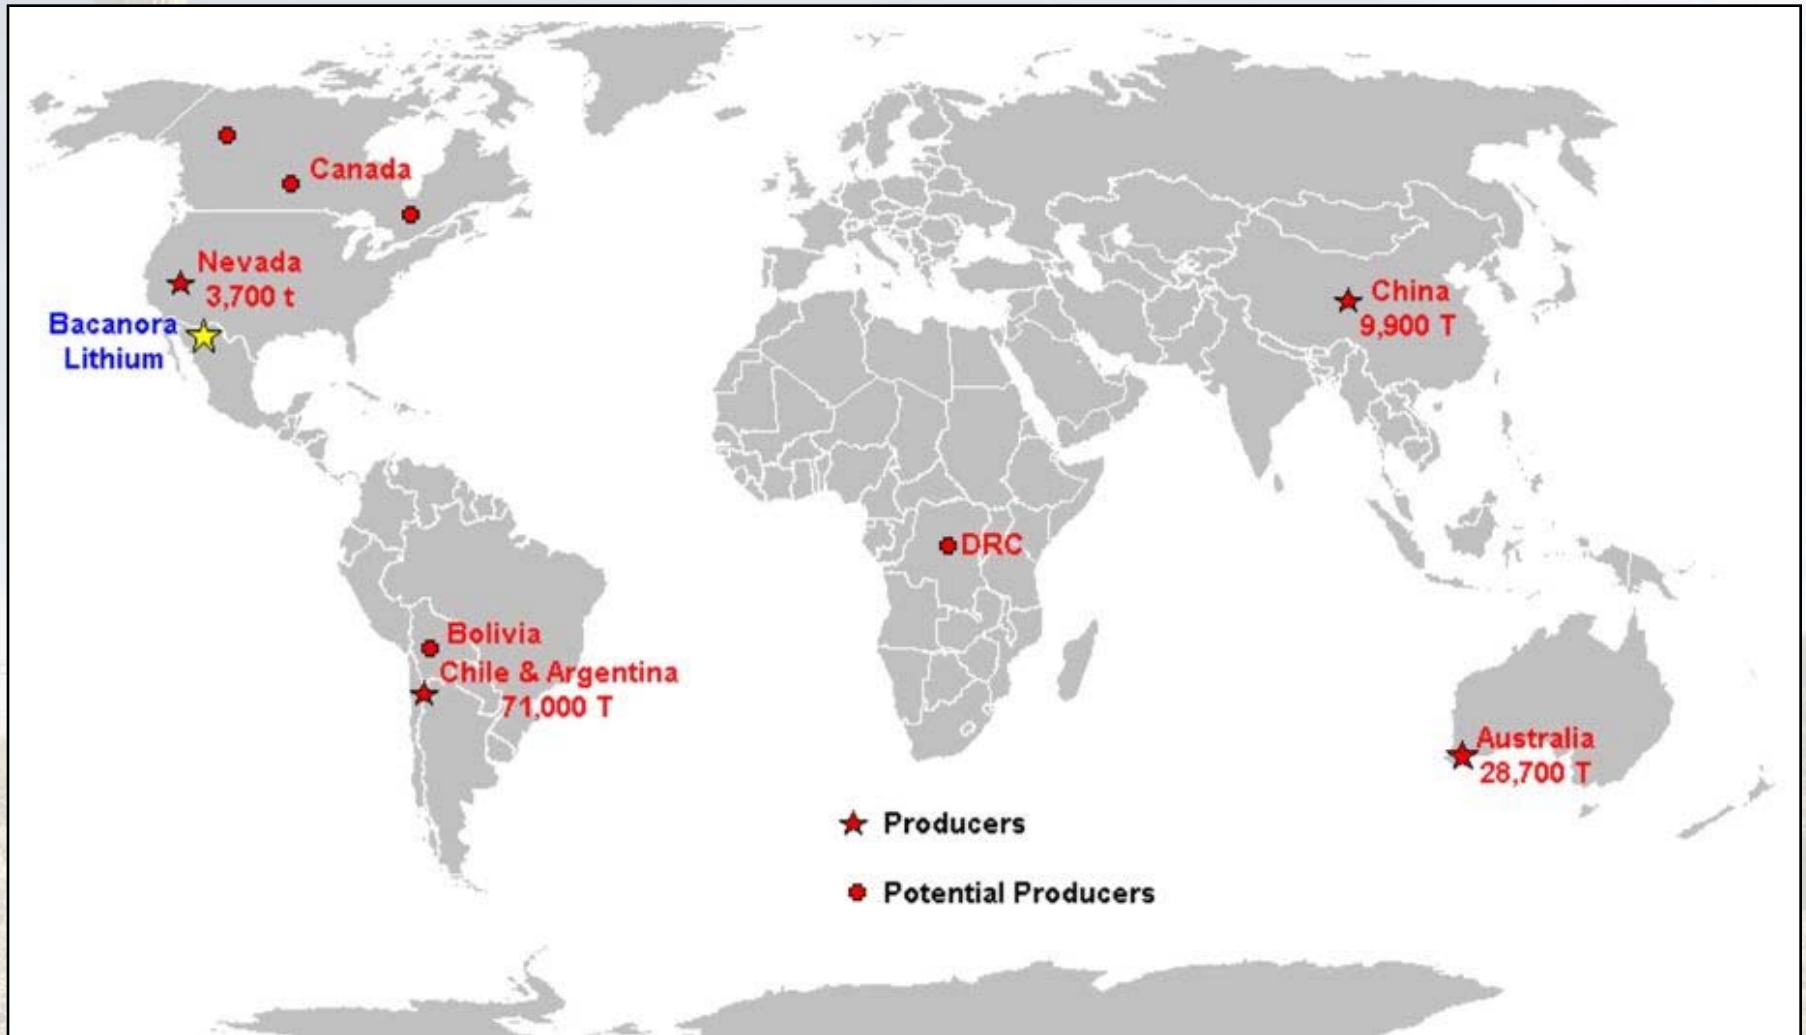 Canada
Nevada
3,700 t
Bacanora
Lithium
China
9,900 T
DRC
Bolivia
Chile & Argentina
71,000 T
Australia
28,700 T
Producers
Potential Producers